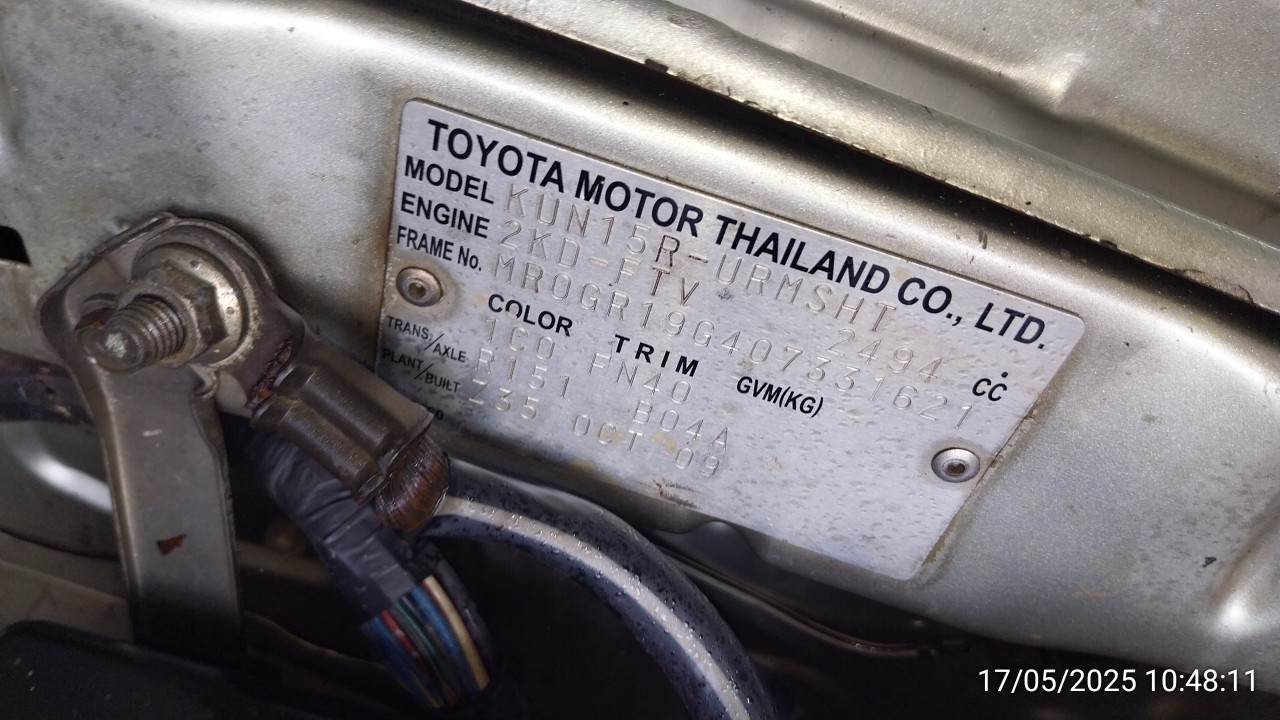 TOYOTA MOTOR THAILAND CO., LTD.
MODEL KUN15R-URMSHT
ENGINE 2KD-FTV 2494 CC
FRAME No. MR0GR19G407331621
COLOR TRIM GVM(KG)
1C0 FN40
TRANS./AXLE R151 B04A
PLANT/BUILT Z35 OCT 09
17/05/2025 10:48:11